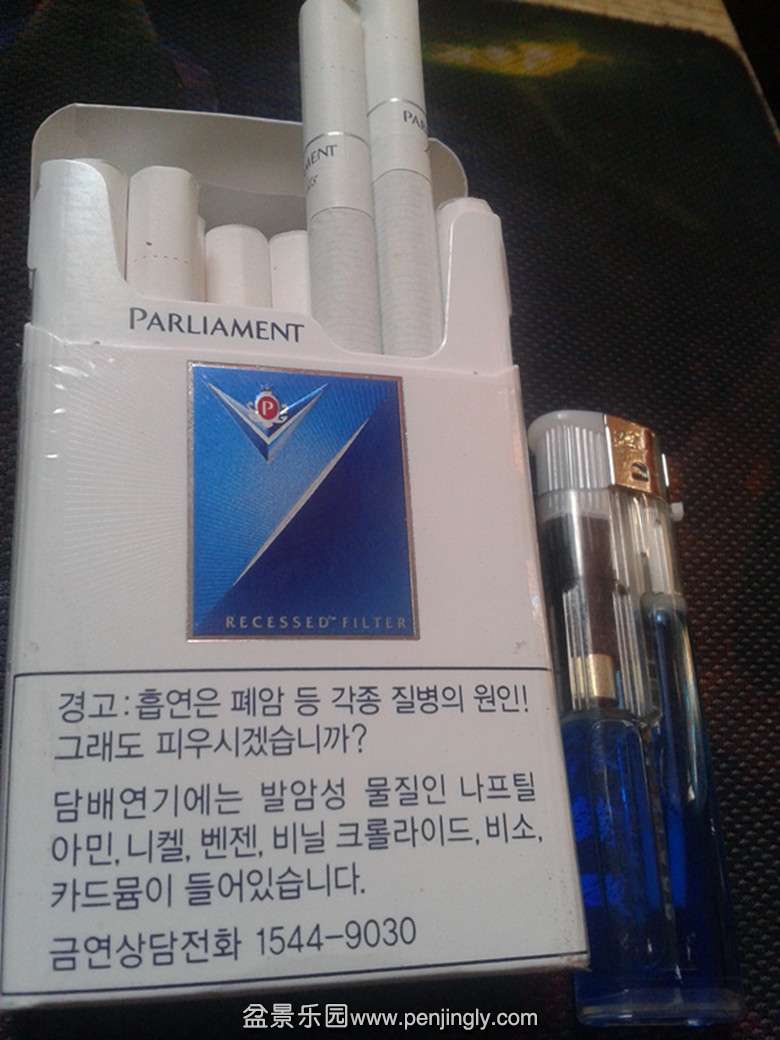 PARLIAMENT
P
RECESSED™ FILTER
경고: 흡연은 폐암 등 각종 질병의 원인!
그래도 피우시겠습니까?
담배연기에는 발암성 물질인 나프틸
아민, 니켈, 벤젠, 비닐 크롤라이드, 비소,
카드뮴이 들어있습니다.
금연상담전화 1544-9030
盆景乐园www.penjingly.com